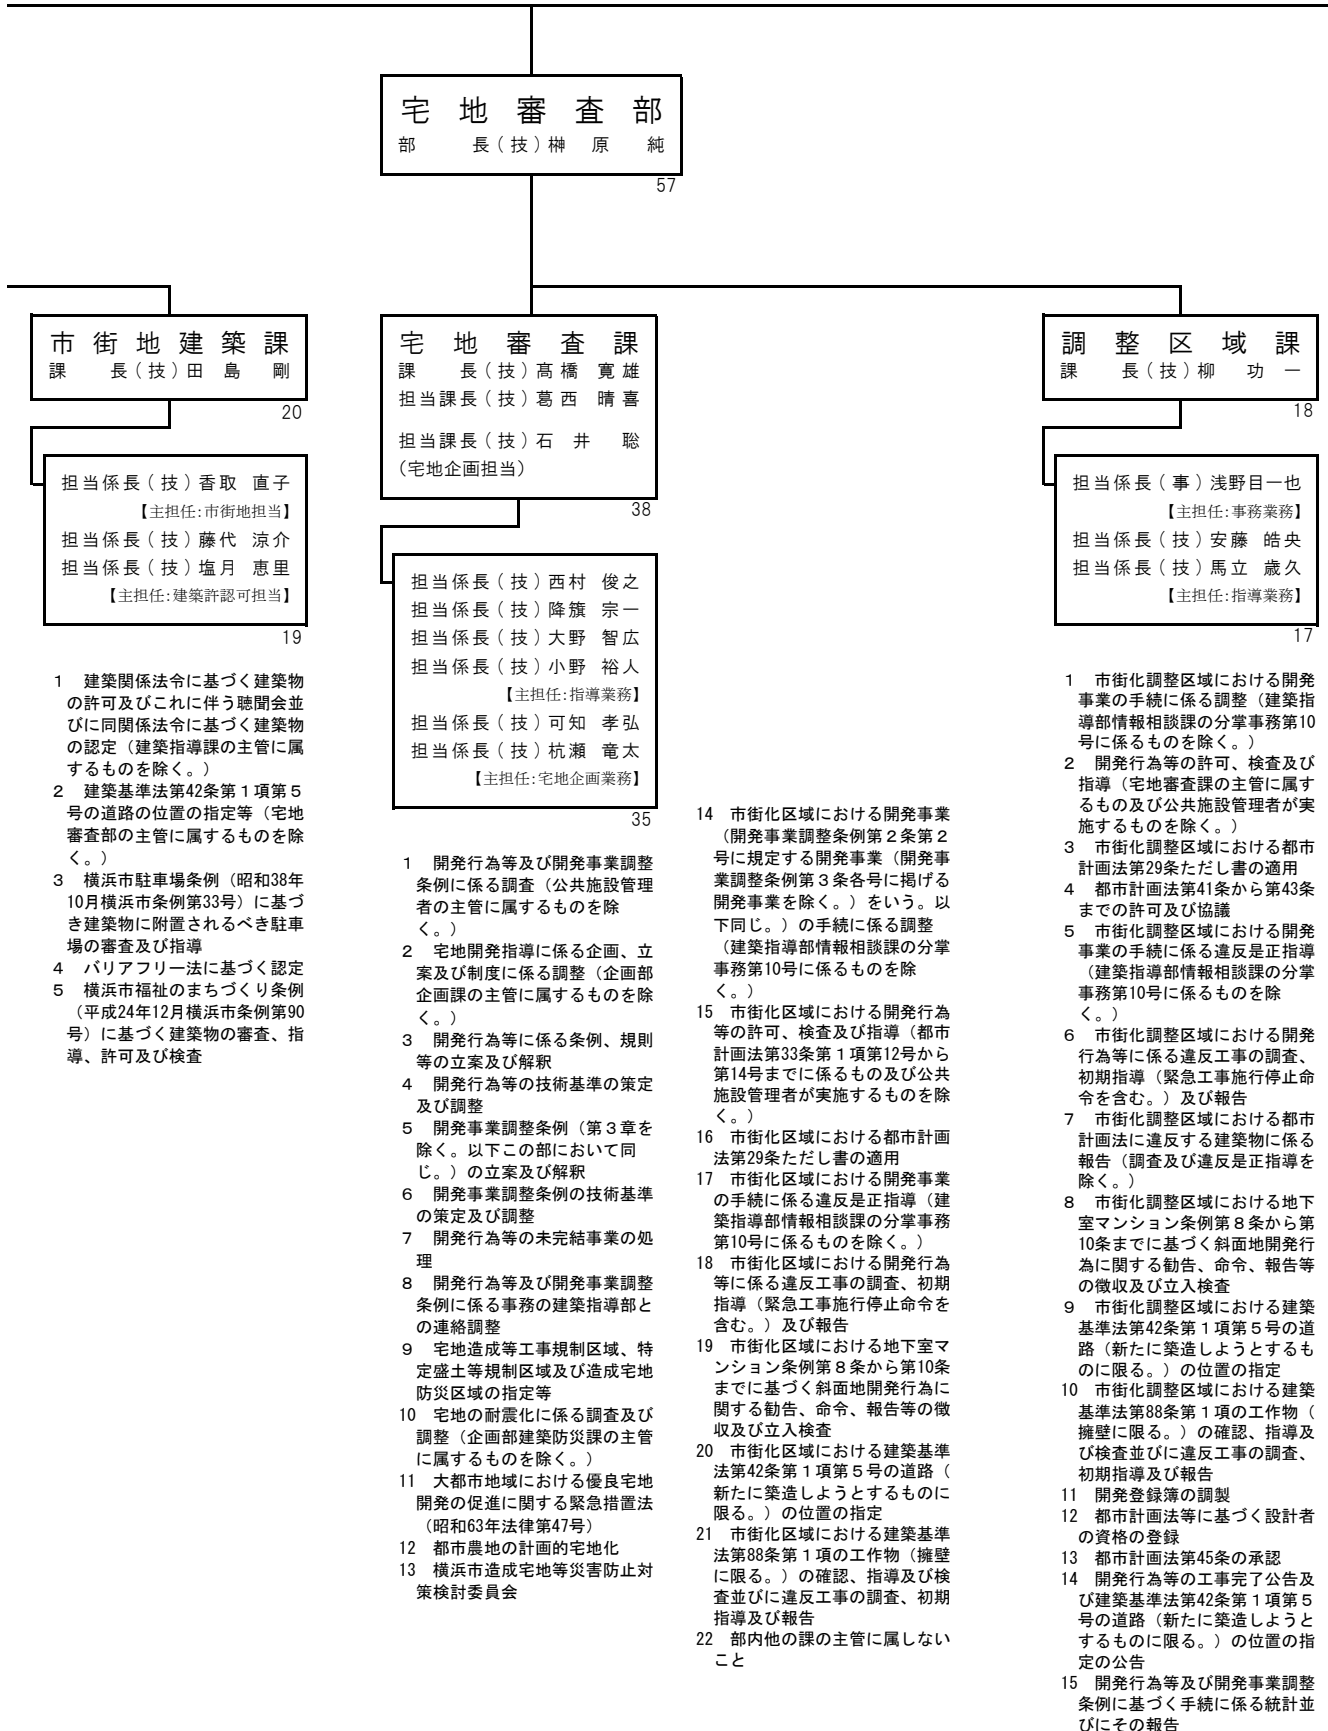 宅地審査部
部長(技)榊原純
57
市街地建築課
課長(技)田島剛
20
担当係長(技)香取 直子
【主担任:市街地担当】
担当係長(技)藤代 涼介
担当係長(技)塩月 恵里
【主担任:建築許認可担当】
19
1 建築関係法令に基づく建築物
の許可及びこれに伴う聴聞会並
びに同関係法令に基づく建築物
の認定（建築指導課の主管に属
するものを除く。）
2 建築基準法第42条第１項第５
号の道路の位置の指定等（宅地
審査部の主管に属するものを除
く。）
3 横浜市駐車場条例（昭和38年
10月横浜市条例第33号）に基づ
き建築物に附置されるべき駐車
場の審査及び指導
4 バリアフリー法に基づく認定
5 横浜市福祉のまちづくり条例
（平成24年12月横浜市条例第90
号）に基づく建築物の審査、指
導、許可及び検査
宅地審査課
課長(技)髙橋 寛雄
担当課長(技)葛西 晴喜
担当課長(技)石井 聡
(宅地企画担当)
38
担当係長(技)西村 俊之
担当係長(技)降籏 宗一
担当係長(技)大野 智広
担当係長(技)小野 裕人
【主担任:指導業務】
担当係長(技)可知 孝弘
担当係長(技)杭瀬 竜太
【主担任:宅地企画業務】
35
1 開発行為等及び開発事業調整
条例に係る調査（公共施設管理
者の主管に属するものを除
く。）
2 宅地開発指導に係る企画、立
案及び制度に係る調整（企画部
企画課の主管に属するものを除
く。）
3 開発行為等に係る条例、規則
等の立案及び解釈
4 開発行為等の技術基準の策定
及び調整
5 開発事業調整条例（第３章を
除く。以下この部において同
じ。）の立案及び解釈
6 開発事業調整条例の技術基準
の策定及び調整
7 開発行為等の未完結事業の処
理
8 開発行為等及び開発事業調整
条例に係る事務の建築指導部と
の連絡調整
9 宅地造成等工事規制区域、特
定盛土等規制区域及び造成宅地
防災区域の指定等
10 宅地の耐震化に係る調査及び
調整（企画部建築防災課の主管
に属するものを除く。）
11 大都市地域における優良宅地
開発の促進に関する緊急措置法
（昭和63年法律第47号）
12 都市農地の計画的宅地化
13 横浜市造成宅地等災害防止対
策検討委員会
14 市街化区域における開発事業
（開発事業調整条例第２条第２
号に規定する開発事業（開発事
業調整条例第３条各号に掲げる
開発事業を除く。）をいう。以
下同じ。）の手続に係る調整
（建築指導部情報相談課の分掌
事務第10号に係るものを除
く。）
15 市街化区域における開発行為
等の許可、検査及び指導（都市
計画法第33条第１項第12号から
第14号までに係るもの及び公共
施設管理者が実施するものを除
く。）
16 市街化区域における都市計画
法第29条ただし書の適用
17 市街化区域における開発事業
の手続に係る違反是正指導（建
築指導部情報相談課の分掌事務
第10号に係るものを除く。）
18 市街化区域における開発行為
等に係る違反工事の調査、初期
指導（緊急工事施行停止命令を
含む。）及び報告
19 市街化区域における地下室マ
ンション条例第８条から第10条
までに基づく斜面地開発行為に
関する勧告、命令、報告等の徴
収及び立入検査
20 市街化区域における建築基準
法第42条第１項第５号の道路（
新たに築造しようとするものに
限る。）の位置の指定
21 市街化区域における建築基準
法第88条第１項の工作物（擁壁
に限る。）の確認、指導及び検
査並びに違反工事の調査、初期
指導及び報告
22 部内他の課の主管に属しない
こと
調整区域課
課長(技)柳 功一
18
担当係長(事)浅野目一也
【主担任:事務業務】
担当係長(技)安藤 皓央
担当係長(技)馬立 歳久
【主担任:指導業務】
17
1 市街化調整区域における開発
事業の手続に係る調整（建築指
導部情報相談課の分掌事務第10
号に係るものを除く。）
2 開発行為等の許可、検査及び
指導（宅地審査課の主管に属す
るもの及び公共施設管理者が実
施するものを除く。）
3 市街化調整区域における都市
計画法第29条ただし書の適用
4 都市計画法第41条から第43条
までの許可及び協議
5 市街化調整区域における開発
事業の手続に係る違反是正指導
（建築指導部情報相談課の分掌
事務第10号に係るものを除
く。）
6 市街化調整区域における開発
行為等に係る違反工事の調査、
初期指導（緊急工事施行停止命
令を含む。）及び報告
7 市街化調整区域における都市
計画法に違反する建築物に係る
報告（調査及び違反是正指導を
除く。）
8 市街化調整区域における地下
室マンション条例第８条から第
10条までに基づく斜面地開発行
為に関する勧告、命令、報告等
の徴収及び立入検査
9 市街化調整区域における建築
基準法第42条第１項第５号の道
路（新たに築造しようとするも
のに限る。）の位置の指定
10 市街化調整区域における建築
基準法第88条第１項の工作物（
擁壁に限る。）の確認、指導及
び検査並びに違反工事の調査、
初期指導及び報告
11 開発登録簿の調製
12 都市計画法等に基づく設計者
の資格の登録
13 都市計画法第45条の承認
14 開発行為等の工事完了公告及
び建築基準法第42条第１項第５
号の道路（新たに築造しようと
するものに限る。）の位置の指
定の公告
15 開発行為等及び開発事業調整
条例に基づく手続に係る統計並
びにその報告